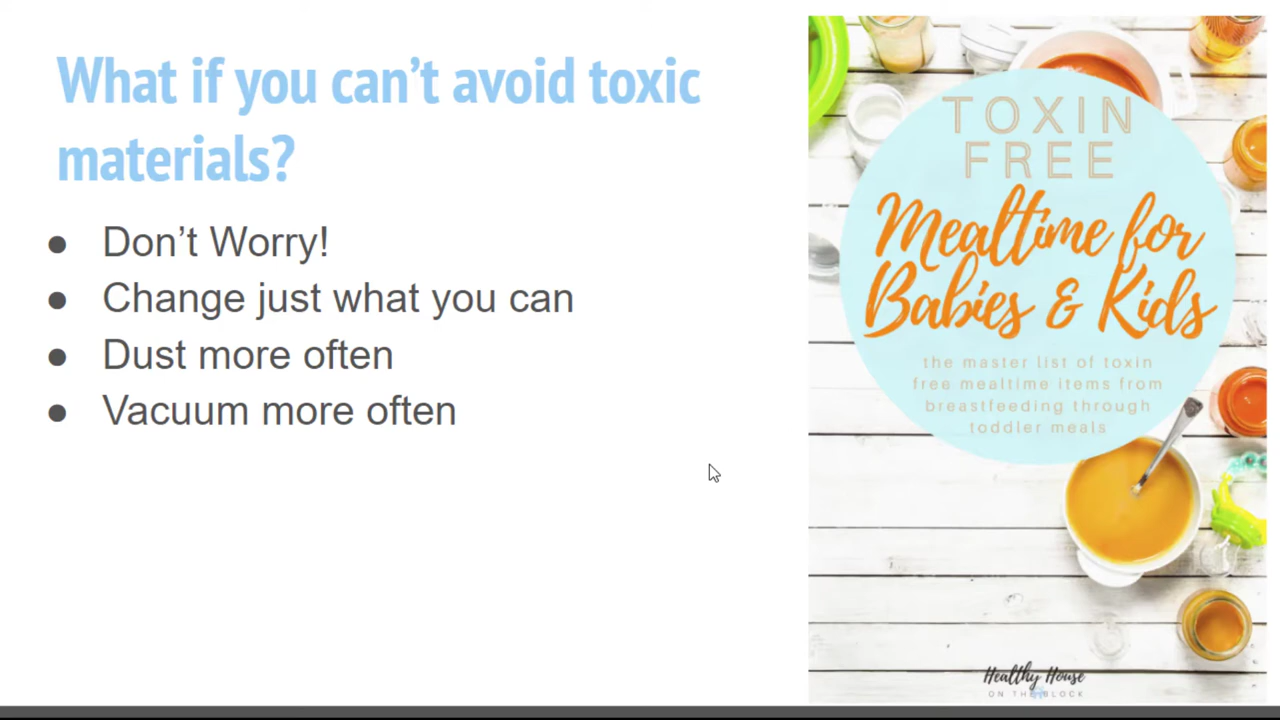 What if you can’t avoid toxic
materials?
● Don’t Worry!
● Change just what you can
● Dust more often
● Vacuum more often
TOXIN
FREE
Mealtime for
Babies & Kids
the master list of toxin
free mealtime items from
breastfeeding through
toddler meals
Healthy House
ON THE BLOCK